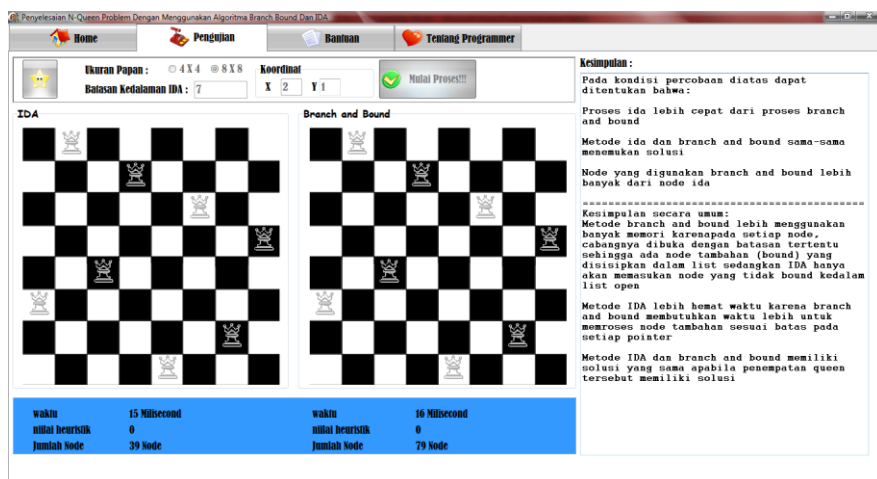 Penyelesaian N-Queen Problem Dengan Menggunakan Algoritma Branch Bound Dan IDA
Home Pengujian Bantuan Tentang Programmer
Ukuran Papan : 4 X 4 8 X 8
Batasan Kedalaman IDA : 7
Koordinat
X 2 Y 1
Mulai Proses!!!
IDA
Branch and Bound
waktu 15 Milisecond
nilai heuristik 0
Jumlah Node 39 Node
waktu 16 Milisecond
nilai heuristik 0
Jumlah Node 79 Node
Kesimpulan :
Pada kondisi percobaan diatas dapat
ditentukan bahwa:
Proses ida lebih cepat dari proses branch
and bound
Metode ida dan branch and bound sama-sama
menemukan solusi
Node yang digunakan branch and bound lebih
banyak dari node ida
============================================
Kesimpulan secara umum:
Metode branch and bound lebih menggunakan
banyak memori karenapada setiap node,
cabangnya dibuka dengan batasan tertentu
sehingga ada node tambahan (bound) yang
disisipkan dalam list sedangkan IDA hanya
akan memasukan node yang tidak bound kedalam
list open
Metode IDA lebih hemat waktu karena branch
and bound membutuhkan waktu lebih untuk
memroses node tambahan sesuai batas pada
setiap pointer
Metode IDA dan branch and bound memiliki
solusi yang sama apabila penempatan queen
tersebut memiliki solusi